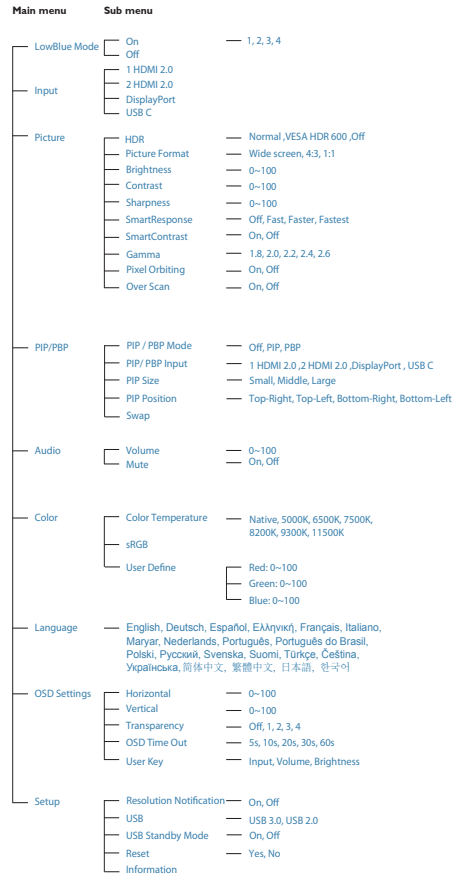 Main menu Sub menu
LowBlue Mode On 1, 2, 3, 4
Off
Input 1 HDMI 2.0
2 HDMI 2.0
DisplayPort
USB C
Picture HDR Normal ,VESA HDR 600 ,Off
Picture Format Wide screen, 4:3, 1:1
Brightness 0~100
Contrast 0~100
Sharpness 0~100
SmartResponse Off, Fast, Faster, Fastest
SmartContrast On, Off
Gamma 1.8, 2.0, 2.2, 2.4, 2.6
Pixel Orbiting On, Off
Over Scan On, Off
PIP/PBP PIP / PBP Mode Off, PIP, PBP
PIP/ PBP Input 1 HDMI 2.0 ,2 HDMI 2.0 ,DisplayPort , USB C
PIP Size Small, Middle, Large
PIP Position Top-Right, Top-Left, Bottom-Right, Bottom-Left
Swap
Audio Volume 0~100
Mute On, Off
Color Color Temperature Native, 5000K, 6500K, 7500K,
8200K, 9300K, 11500K
sRGB
User Define Red: 0~100
Green: 0~100
Blue: 0~100
Language English, Deutsch, Español, Ελληνική, Français, Italiano,
Maryar, Nederlands, Português, Português do Brasil,
Polski, Русский, Svenska, Suomi, Türkçe, Čeština,
Українська, 简体中文, 繁體中文, 日本語, 한국어
OSD Settings Horizontal 0~100
Vertical 0~100
Transparency Off, 1, 2, 3, 4
OSD Time Out 5s, 10s, 20s, 30s, 60s
User Key Input, Volume, Brightness
Setup Resolution Notification On, Off
USB USB 3.0, USB 2.0
USB Standby Mode On, Off
Reset Yes, No
Information